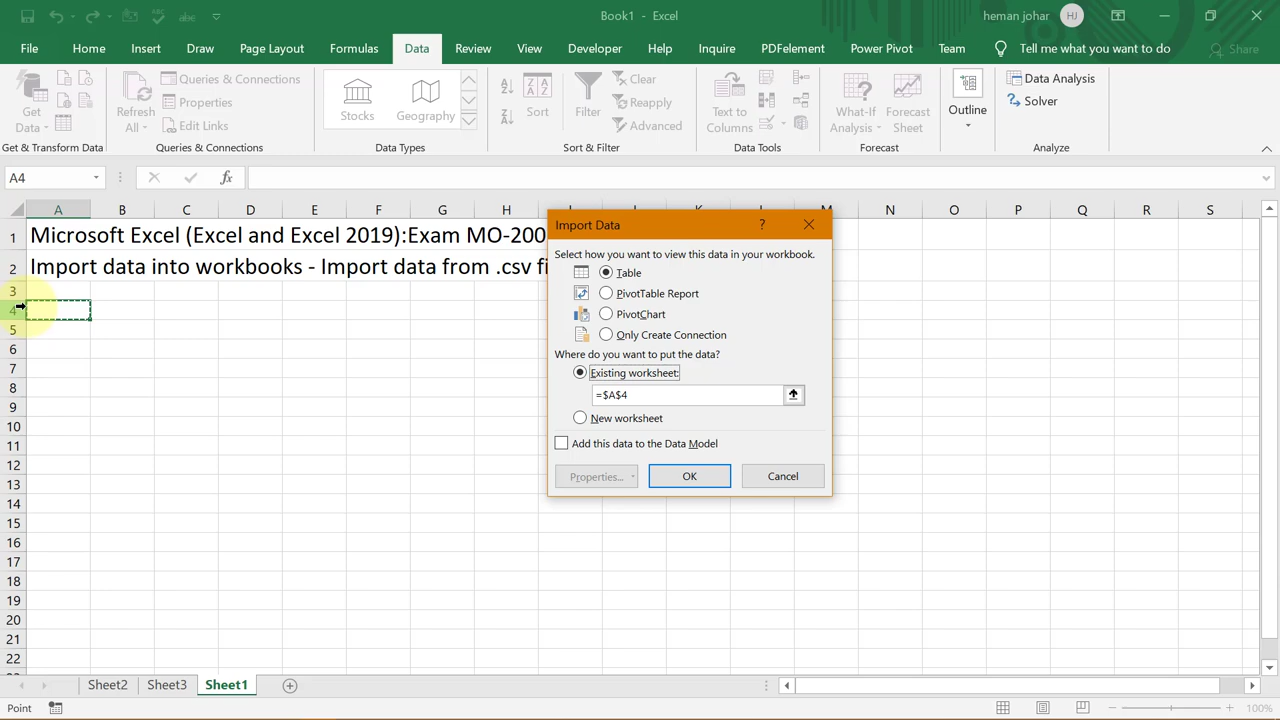 Book1 - Excel
heman johar
HJ
File Home Insert Draw Page Layout Formulas Data Review View Developer Help Inquire PDFelement Power Pivot Team Tell me what you want to do Share
Get
Data
Refresh
All
Queries & Connections
Properties
Edit Links
Stocks
Geography
Sort
Filter
Clear
Reapply
Advanced
Text to
Columns
What-If
Analysis
Forecast
Sheet
Outline
Data Analysis
Solver
Get & Transform Data Queries & Connections Data Types Sort & Filter Data Tools Forecast Analyze
A4
fx
A B C D E F G H M N O P Q R S
1 Microsoft Excel (Excel and Excel 2019):Exam MO-200
2 Import data into workbooks - Import data from .csv fi
3
4
5
6
7
8
9
10
11
12
13
14
15
16
17
18
19
20
21
22
Import Data
?
Select how you want to view this data in your workbook.
Table
PivotTable Report
PivotChart
Only Create Connection
Where do you want to put the data?
Existing worksheet:
=$A$4
New worksheet
Add this data to the Data Model
Properties... OK Cancel
Sheet2 Sheet3 Sheet1
Point
100%